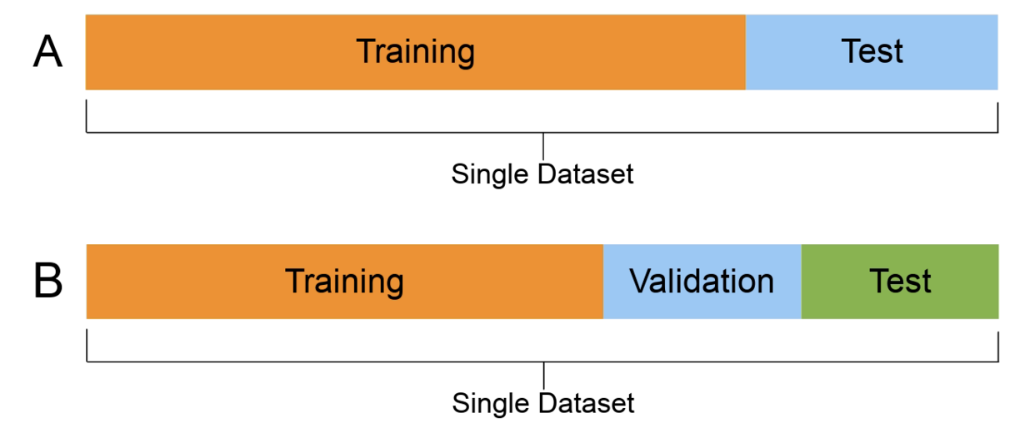 A Training Test
Single Dataset
B Training Validation Test
Single Dataset